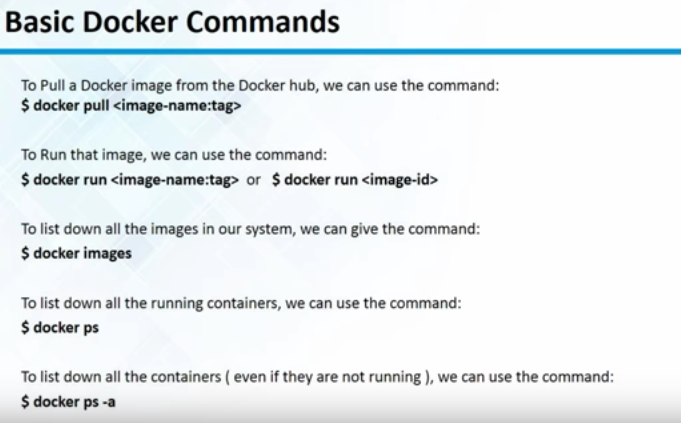 Basic Docker Commands
To Pull a Docker image from the Docker hub, we can use the command:
$ docker pull <image-name:tag>
To Run that image, we can use the command:
$ docker run <image-name:tag> or $ docker run <image-id>
To list down all the images in our system, we can give the command:
$ docker images
To list down all the running containers, we can use the command:
$ docker ps
To list down all the containers ( even if they are not running ), we can use the command:
$ docker ps -a